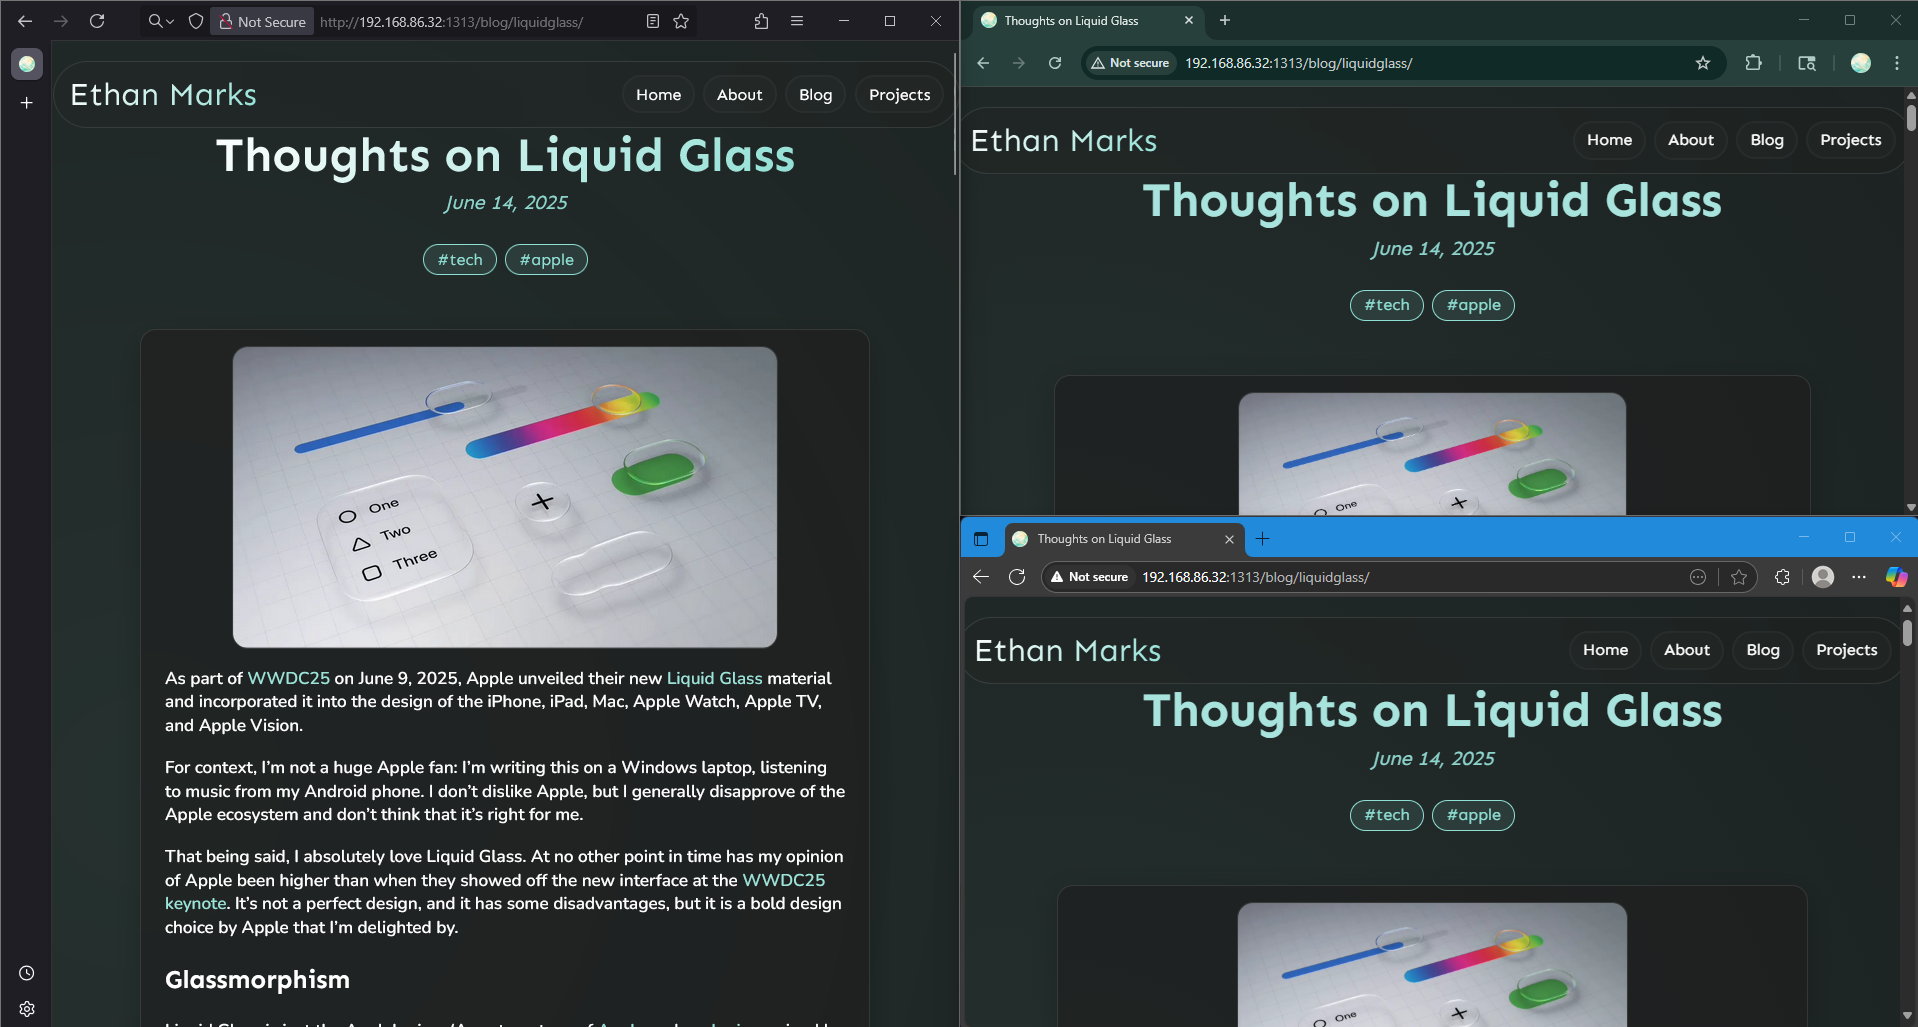 Not Secure
http://192.168.86.32:1313/blog/liquidglass/
Ethan Marks
Home
About
Blog
Projects
Thoughts on Liquid Glass
June 14, 2025
#tech
#apple
One
Two
Three
As part of WWDC25 on June 9, 2025, Apple unveiled their new Liquid Glass material
and incorporated it into the design of the iPhone, iPad, Mac, Apple Watch, Apple TV,
and Apple Vision.
For context, I'm not a huge Apple fan: I'm writing this on a Windows laptop, listening
to music from my Android phone. I don't dislike Apple, but I generally disapprove of the
Apple ecosystem and don't think that it's right for me.
That being said, I absolutely love Liquid Glass. At no other point in time has my opinion
of Apple been higher than when they showed off the new interface at the WWDC25
keynote. It's not a perfect design, and it has some disadvantages, but it is a bold design
choice by Apple that I'm delighted by.
Glassmorphism
Thoughts on Liquid Glass
Not secure
192.168.86.32:1313/blog/liquidglass/
Ethan Marks
Home
About
Blog
Projects
Thoughts on Liquid Glass
June 14, 2025
#tech
#apple
One
Thoughts on Liquid Glass
Not secure
192.168.86.32:1313/blog/liquidglass/
Ethan Marks
Home
About
Blog
Projects
Thoughts on Liquid Glass
June 14, 2025
#tech
#apple
One